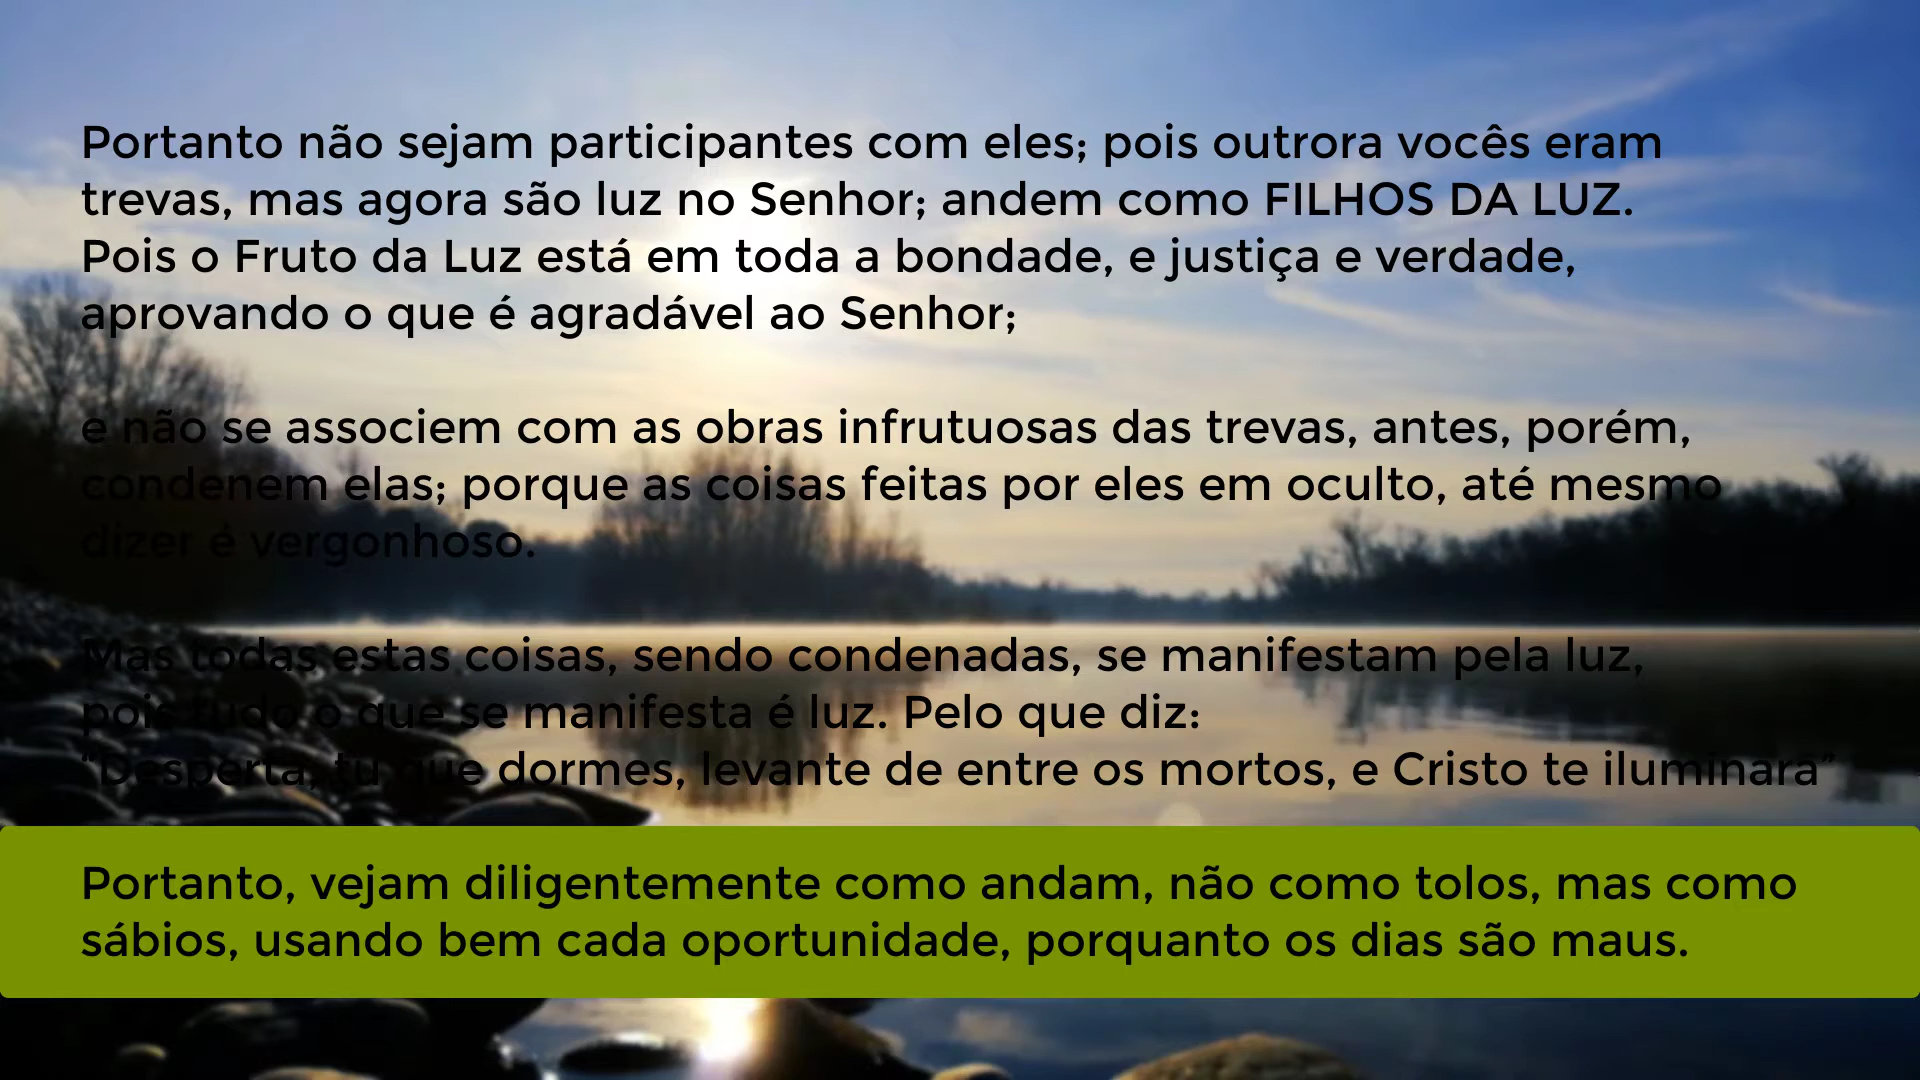 Portanto não sejam participantes com eles; pois outrora vocês eram
trevas, mas agora são luz no Senhor; andem como FILHOS DA LUZ.
Pois o Fruto da Luz está em toda a bondade, e justiça e verdade,
aprovando o que é agradável ao Senhor;
e não se associem com as obras infrutuosas das trevas, antes, porém,
condenem elas; porque as coisas feitas por eles em oculto, até mesmo
dizer é vergonhoso.
Mas todas estas coisas, sendo condenadas, se manifestam pela luz,
pois tudo o que se manifesta é luz. Pelo que diz:
“Desperta, tu que dormes, levante de entre os mortos, e Cristo te iluminara”
Portanto, vejam diligentemente como andam, não como tolos, mas como
sábios, usando bem cada oportunidade, porquanto os dias são maus.